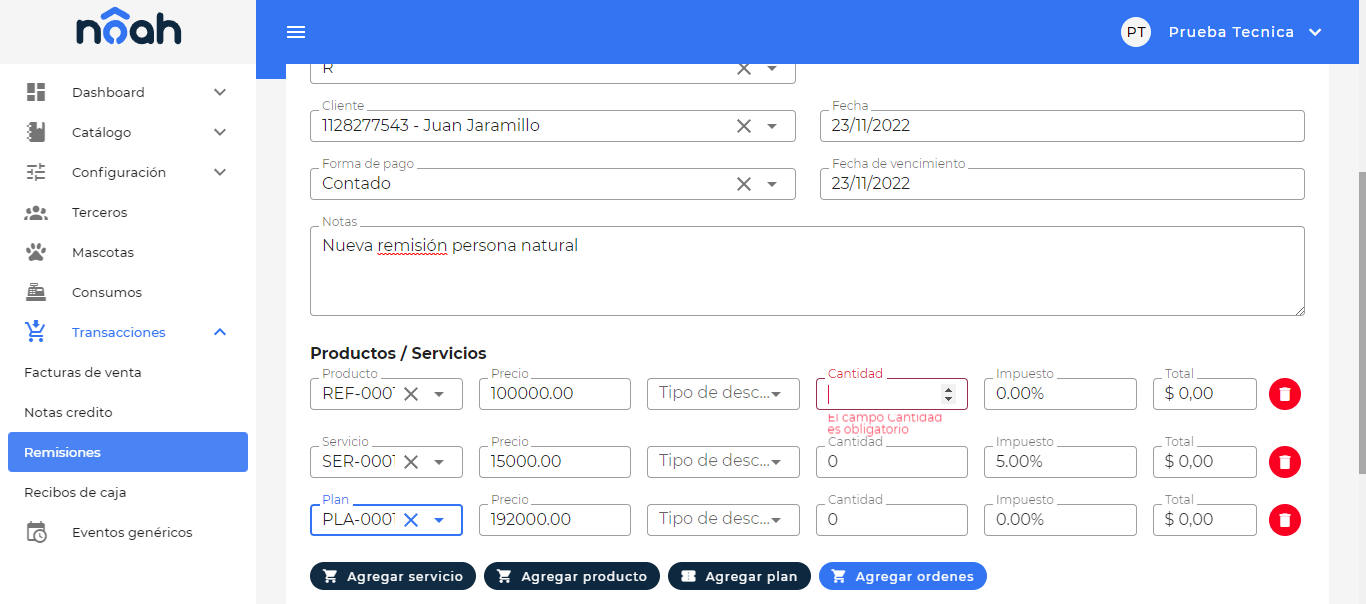 nôah
PT Prueba Tecnica
Dashboard
Catálogo
Configuración
Terceros
Mascotas
Consumos
Transacciones
Facturas de venta
Notas credito
Remisiones
Recibos de caja
Eventos genéricos
R
Cliente
1128277543 - Juan Jaramillo
Fecha
23/11/2022
Forma de pago
Contado
Fecha de vencimiento
23/11/2022
Notas
Nueva remisión persona natural
Productos / Servicios
Producto Precio Cantidad Impuesto Total
REF-0001 100000.00 Tipo de desc... 0.00% $ 0,00
El campo Cantidad
es obligatorio
Servicio Precio Cantidad Impuesto Total
SER-0001 15000.00 Tipo de desc... 0 5.00% $ 0,00
Plan Precio Cantidad Impuesto Total
PLA-0001 192000.00 Tipo de desc... 0 0.00% $ 0,00
Agregar servicio Agregar producto Agregar plan Agregar ordenes